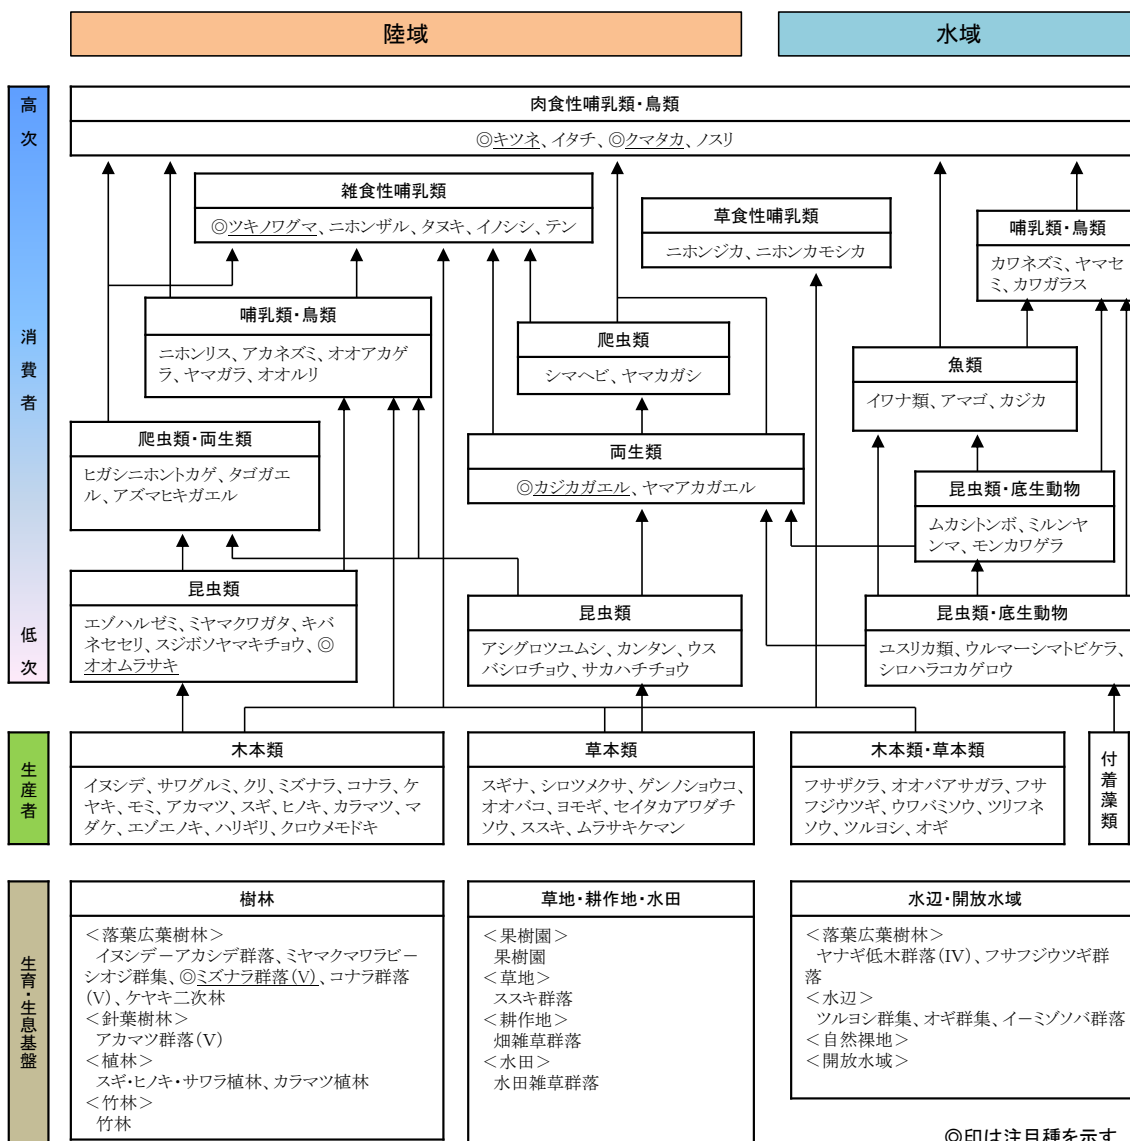 陸域
水域
高次
消費者
低次
肉食性哺乳類・鳥類
◎キツネ、イタチ、◎クマタカ、ノスリ
雑食性哺乳類
◎ツキノワグマ、ニホンザル、タヌキ、イノシシ、テン
草食性哺乳類
ニホンジカ、ニホンカモシカ
哺乳類・鳥類
カワネズミ、ヤマセ
ミ、カワガラス
哺乳類・鳥類
ニホンリス、アカネズミ、オオアカゲ
ラ、ヤマガラ、オオルリ
爬虫類
シマヘビ、ヤマカガシ
魚類
イワナ類、アマゴ、カジカ
爬虫類・両生類
ヒガシニホントカゲ、タゴガエ
ル、アズマヒキガエル
両生類
◎カジカガエル、ヤマアカガエル
昆虫類・底生動物
ムカシトンボ、ミルンヤ
ンマ、モンカワゲラ
昆虫類
エゾハルゼミ、ミヤマクワガタ、キバ
ネセセリ、スジボソヤマキチョウ、◎
オオムラサキ
昆虫類
アシグロツユムシ、カンタン、ウス
バシロチョウ、サカハチチョウ
昆虫類・底生動物
ユスリカ類、ウルマーシマトビケラ、
シロハラコカゲロウ
生産者
木本類
イヌシデ、サワグルミ、クリ、ミズナラ、コナラ、ケ
ヤキ、モミ、アカマツ、スギ、ヒノキ、カラマツ、マ
ダケ、エゾエノキ、ハリギリ、クロウメモドキ
草本類
スギナ、シロツメクサ、ゲンノショウコ、
オオバコ、ヨモギ、セイタカアワダチ
ソウ、ススキ、ムラサキケマン
木本類・草本類
フサザクラ、オオバアサガラ、フサ
フジウツギ、ウワバミソウ、ツリフネ
ソウ、ツルヨシ、オギ
付着藻類
生育・生息基盤
樹林
＜落葉広葉樹林＞
イヌシデーアカシデ群落、ミヤマクマワラビー
シオジ群集、◎ミズナラ群落(Ⅴ)、コナラ群落
(Ⅴ)、ケヤキ二次林
＜針葉樹林＞
アカマツ群落(Ⅴ)
＜植林＞
スギ・ヒノキ・サワラ植林、カラマツ植林
＜竹林＞
竹林
草地・耕作地・水田
＜果樹園＞
果樹園
＜草地＞
ススキ群落
＜耕作地＞
畑雑草群落
＜水田＞
水田雑草群落
水辺・開放水域
＜落葉広葉樹林＞
ヤナギ低木群落(Ⅳ)、フサフジウツギ群
落
＜水辺＞
ツルヨシ群集、オギ群集、イーミゾソバ群落
＜自然裸地＞
＜開放水域＞
◎印は注目種を示す